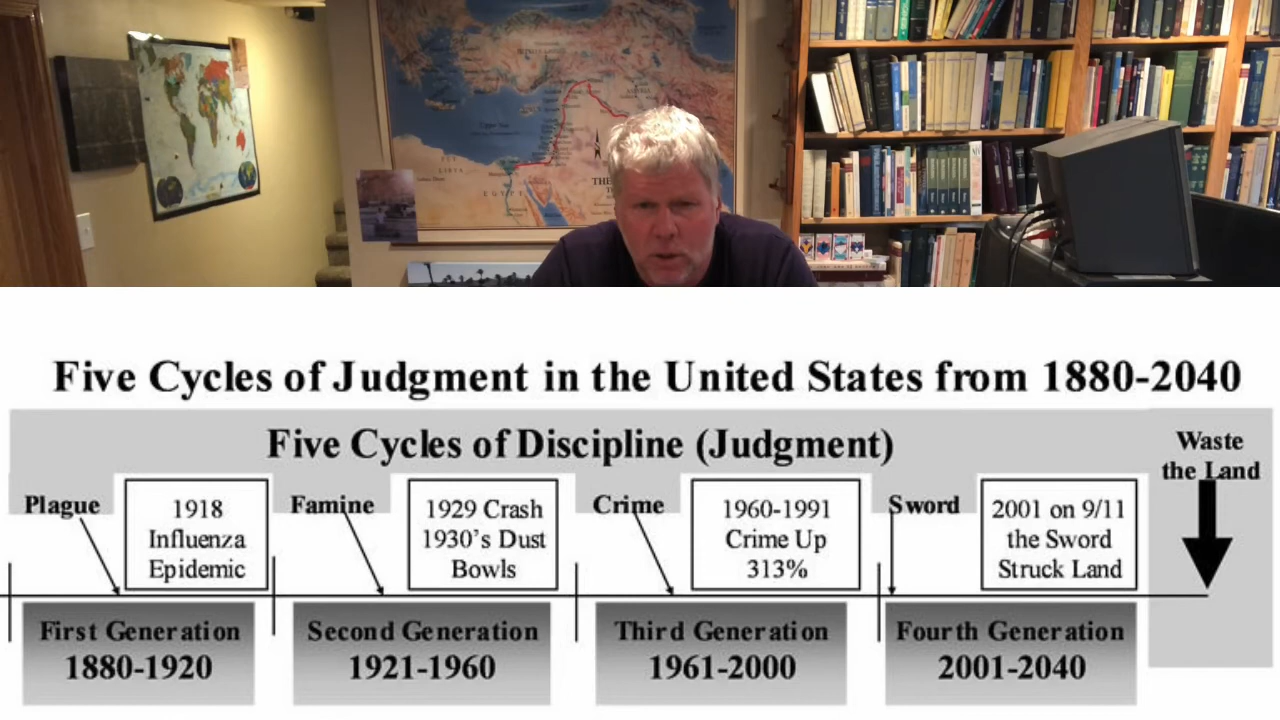 LIBYA
EGYPT
THE
Five Cycles of Judgment in the United States from 1880-2040
Five Cycles of Discipline (Judgment)
Waste
the Land
Plague
1918
Influenza
Epidemic
Famine
1929 Crash
1930's Dust
Bowls
Crime
1960-1991
Crime Up
313%
Sword
2001 on 9/11
the Sword
Struck Land
First Generation
1880-1920
Second Generation
1921-1960
Third Generation
1961-2000
Fourth Generation
2001-2040